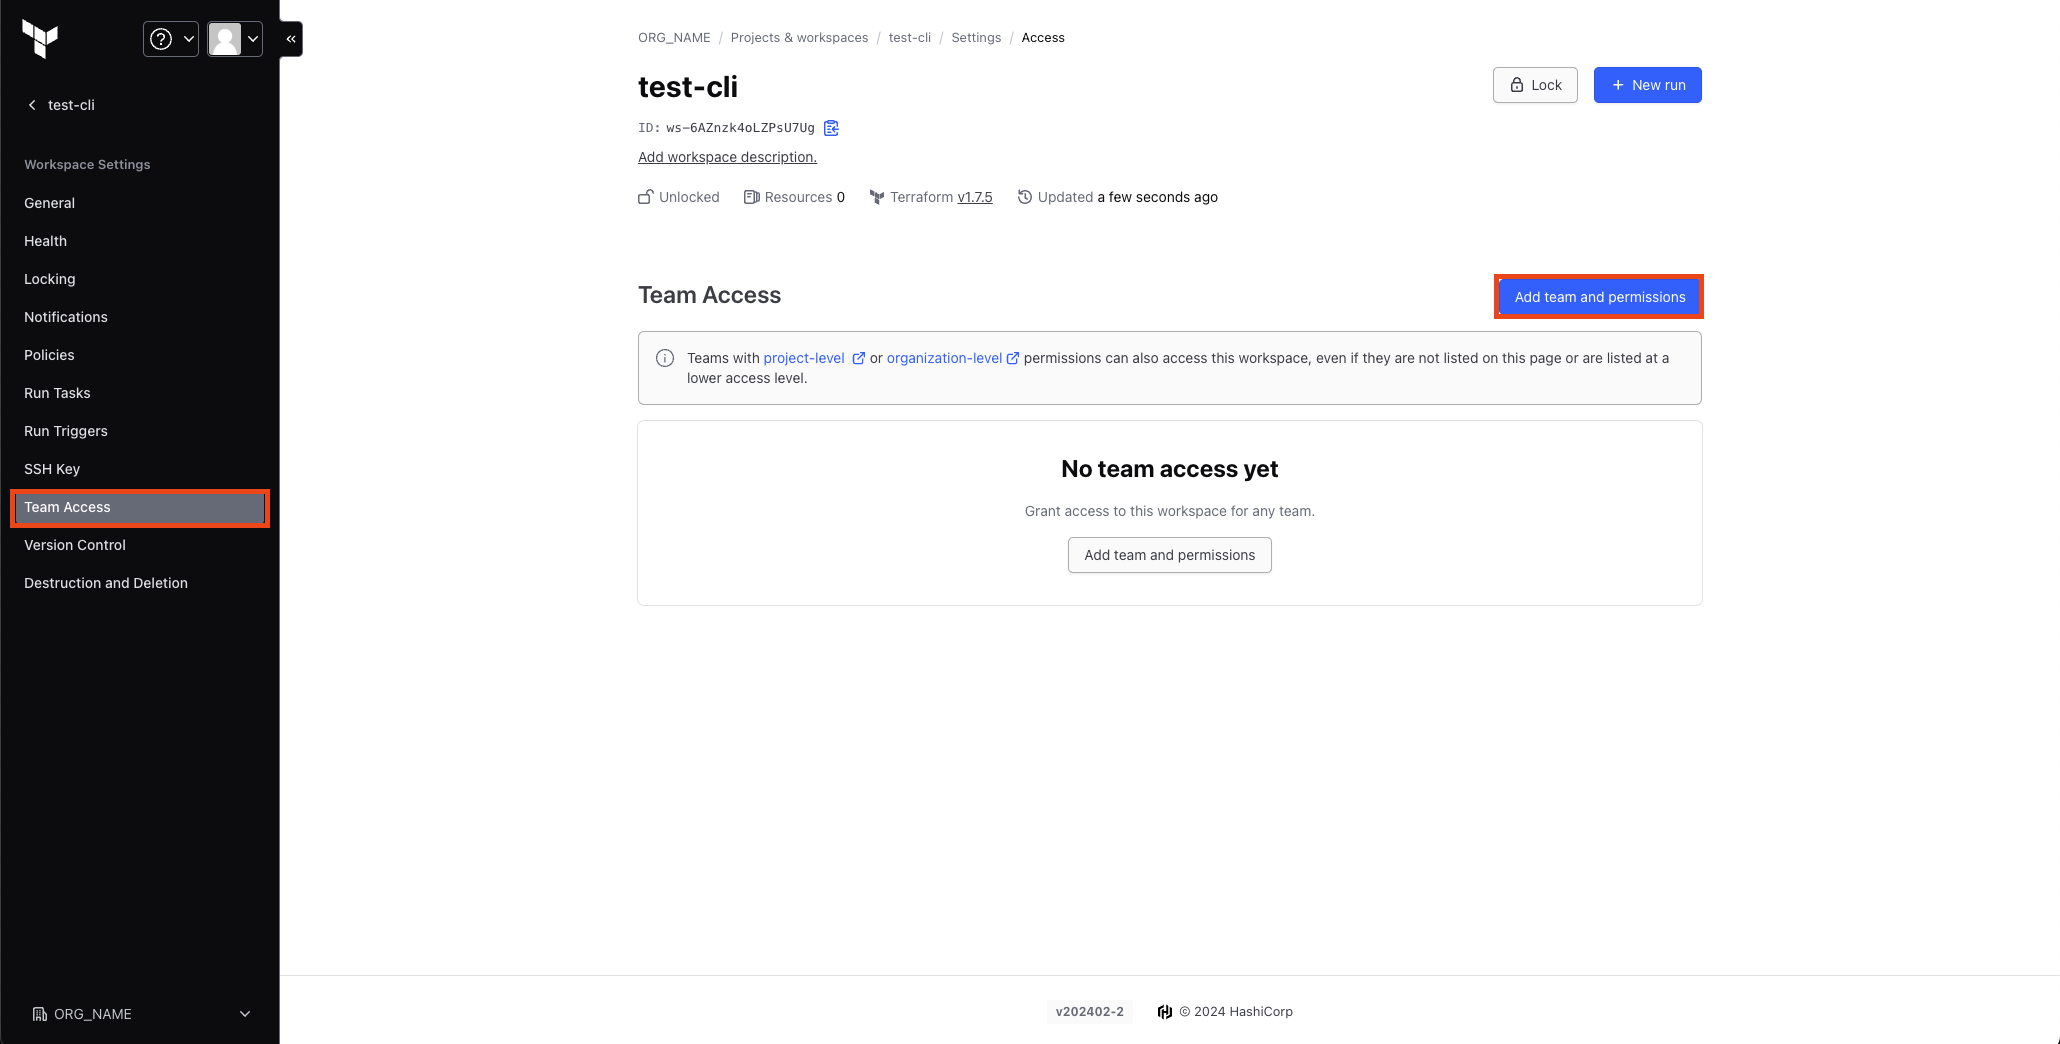 test-cli
Workspace Settings
General
Health
Locking
Notifications
Policies
Run Tasks
Run Triggers
SSH Key
Team Access
Version Control
Destruction and Deletion
ORG_NAME
ORG_NAME / Projects & workspaces / test-cli / Settings / Access
test-cli
Lock
+ New run
ID: ws-6AZnzk4oLZPsU7Ug
Add workspace description.
Unlocked Resources 0 Terraform v1.7.5 Updated a few seconds ago
Team Access
Add team and permissions
Teams with project-level or organization-level permissions can also access this workspace, even if they are not listed on this page or are listed at a
lower access level.
No team access yet
Grant access to this workspace for any team.
Add team and permissions
v202402-2 © 2024 HashiCorp